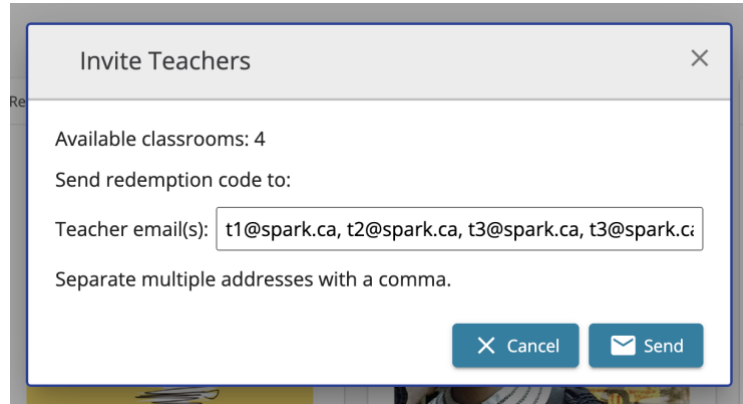 Invite Teachers
Re
Available classrooms: 4
Send redemption code to:
Teacher email(s): t1@spark.ca, t2@spark.ca, t3@spark.ca, t3@spark.ca
Separate multiple addresses with a comma.
Cancel Send